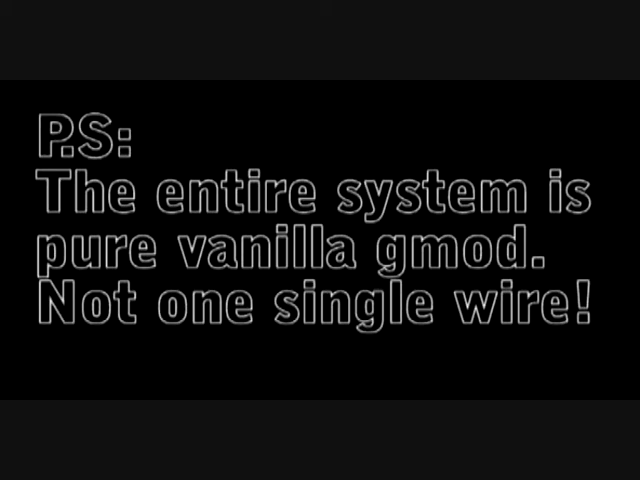 P.S:
The entire system is
pure vanilla gmod.
Not one single wire!